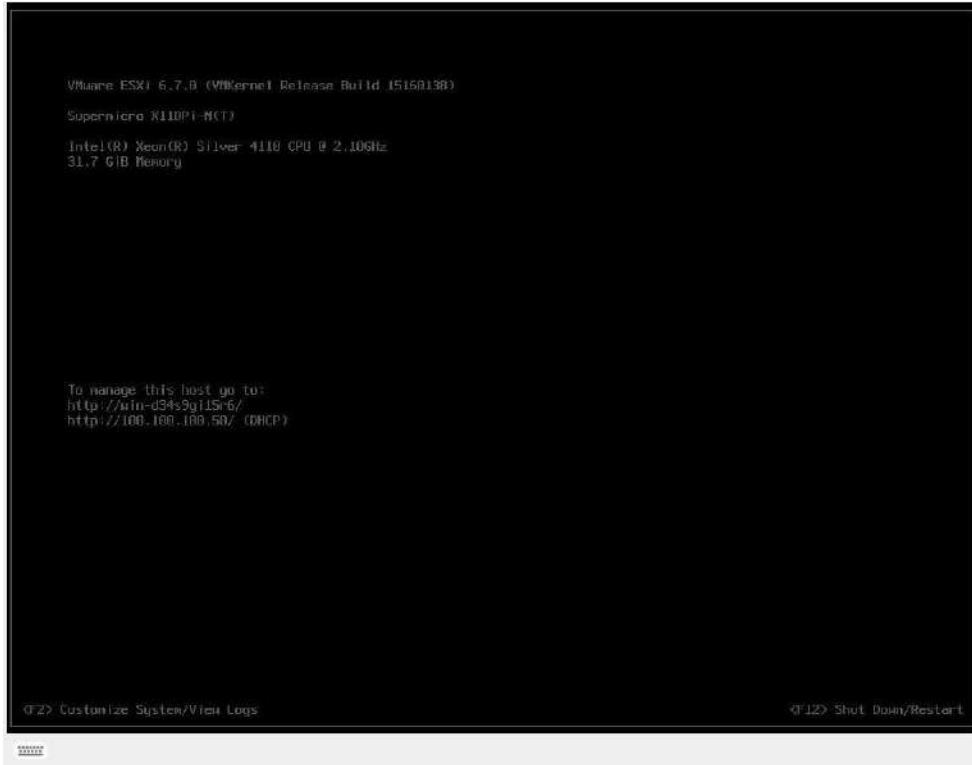 VMware ESXi 6.7.0 (VMKernel Release Build 15160138)
Supermicro X11DPi-N(T)
Intel(R) Xeon(R) Silver 4110 CPU @ 2.10GHz
31.7 GiB Memory
To manage this host go to:
http://win-d34s9gi15r6/
http://100.100.100.50/ (DHCP)
<F2> Customize System/View Logs
<F12> Shut Down/Restart